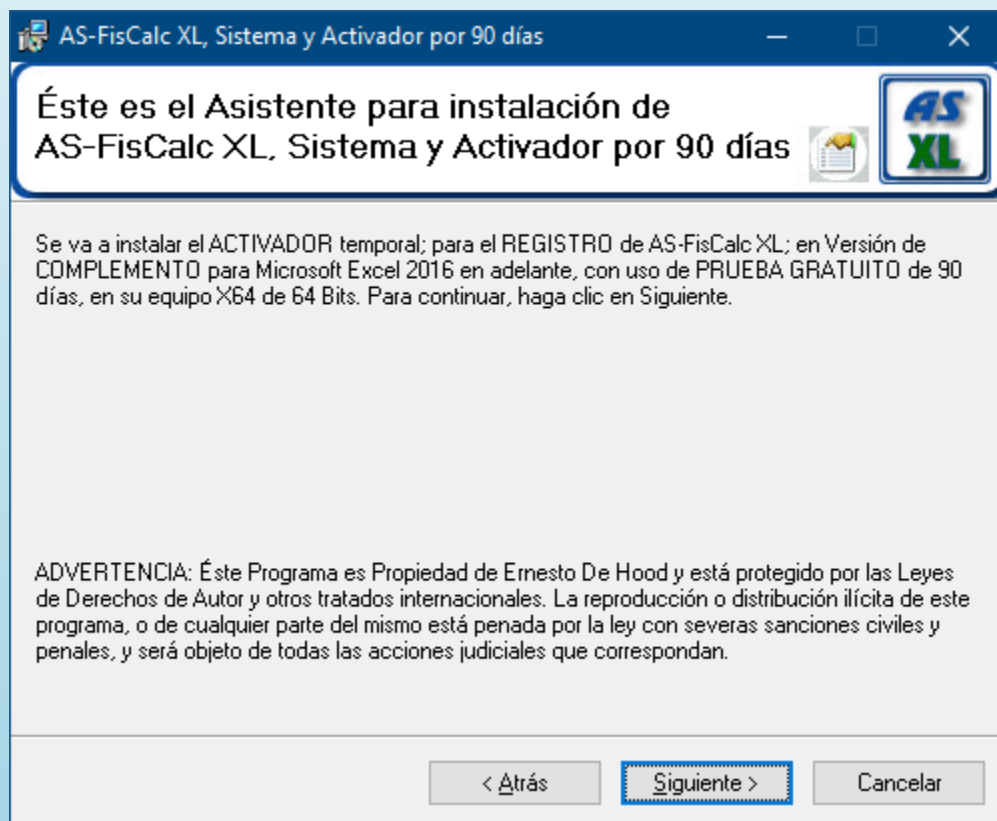 AS-FisCalc XL, Sistema y Activador por 90 días
Éste es el Asistente para instalación de
AS-FisCalc XL, Sistema y Activador por 90 días
AS
XL
Se va a instalar el ACTIVADOR temporal; para el REGISTRO de AS-FisCalc XL; en Versión de
COMPLEMENTO para Microsoft Excel 2016 en adelante, con uso de PRUEBA GRATUITO de 90
días, en su equipo X64 de 64 Bits. Para continuar, haga clic en Siguiente.
ADVERTENCIA: Éste Programa es Propiedad de Ernesto De Hood y está protegido por las Leyes
de Derechos de Autor y otros tratados internacionales. La reproducción o distribución ilícita de este
programa, o de cualquier parte del mismo está penada por la ley con severas sanciones civiles y
penales, y será objeto de todas las acciones judiciales que correspondan.
< Atrás
Siguiente >
Cancelar